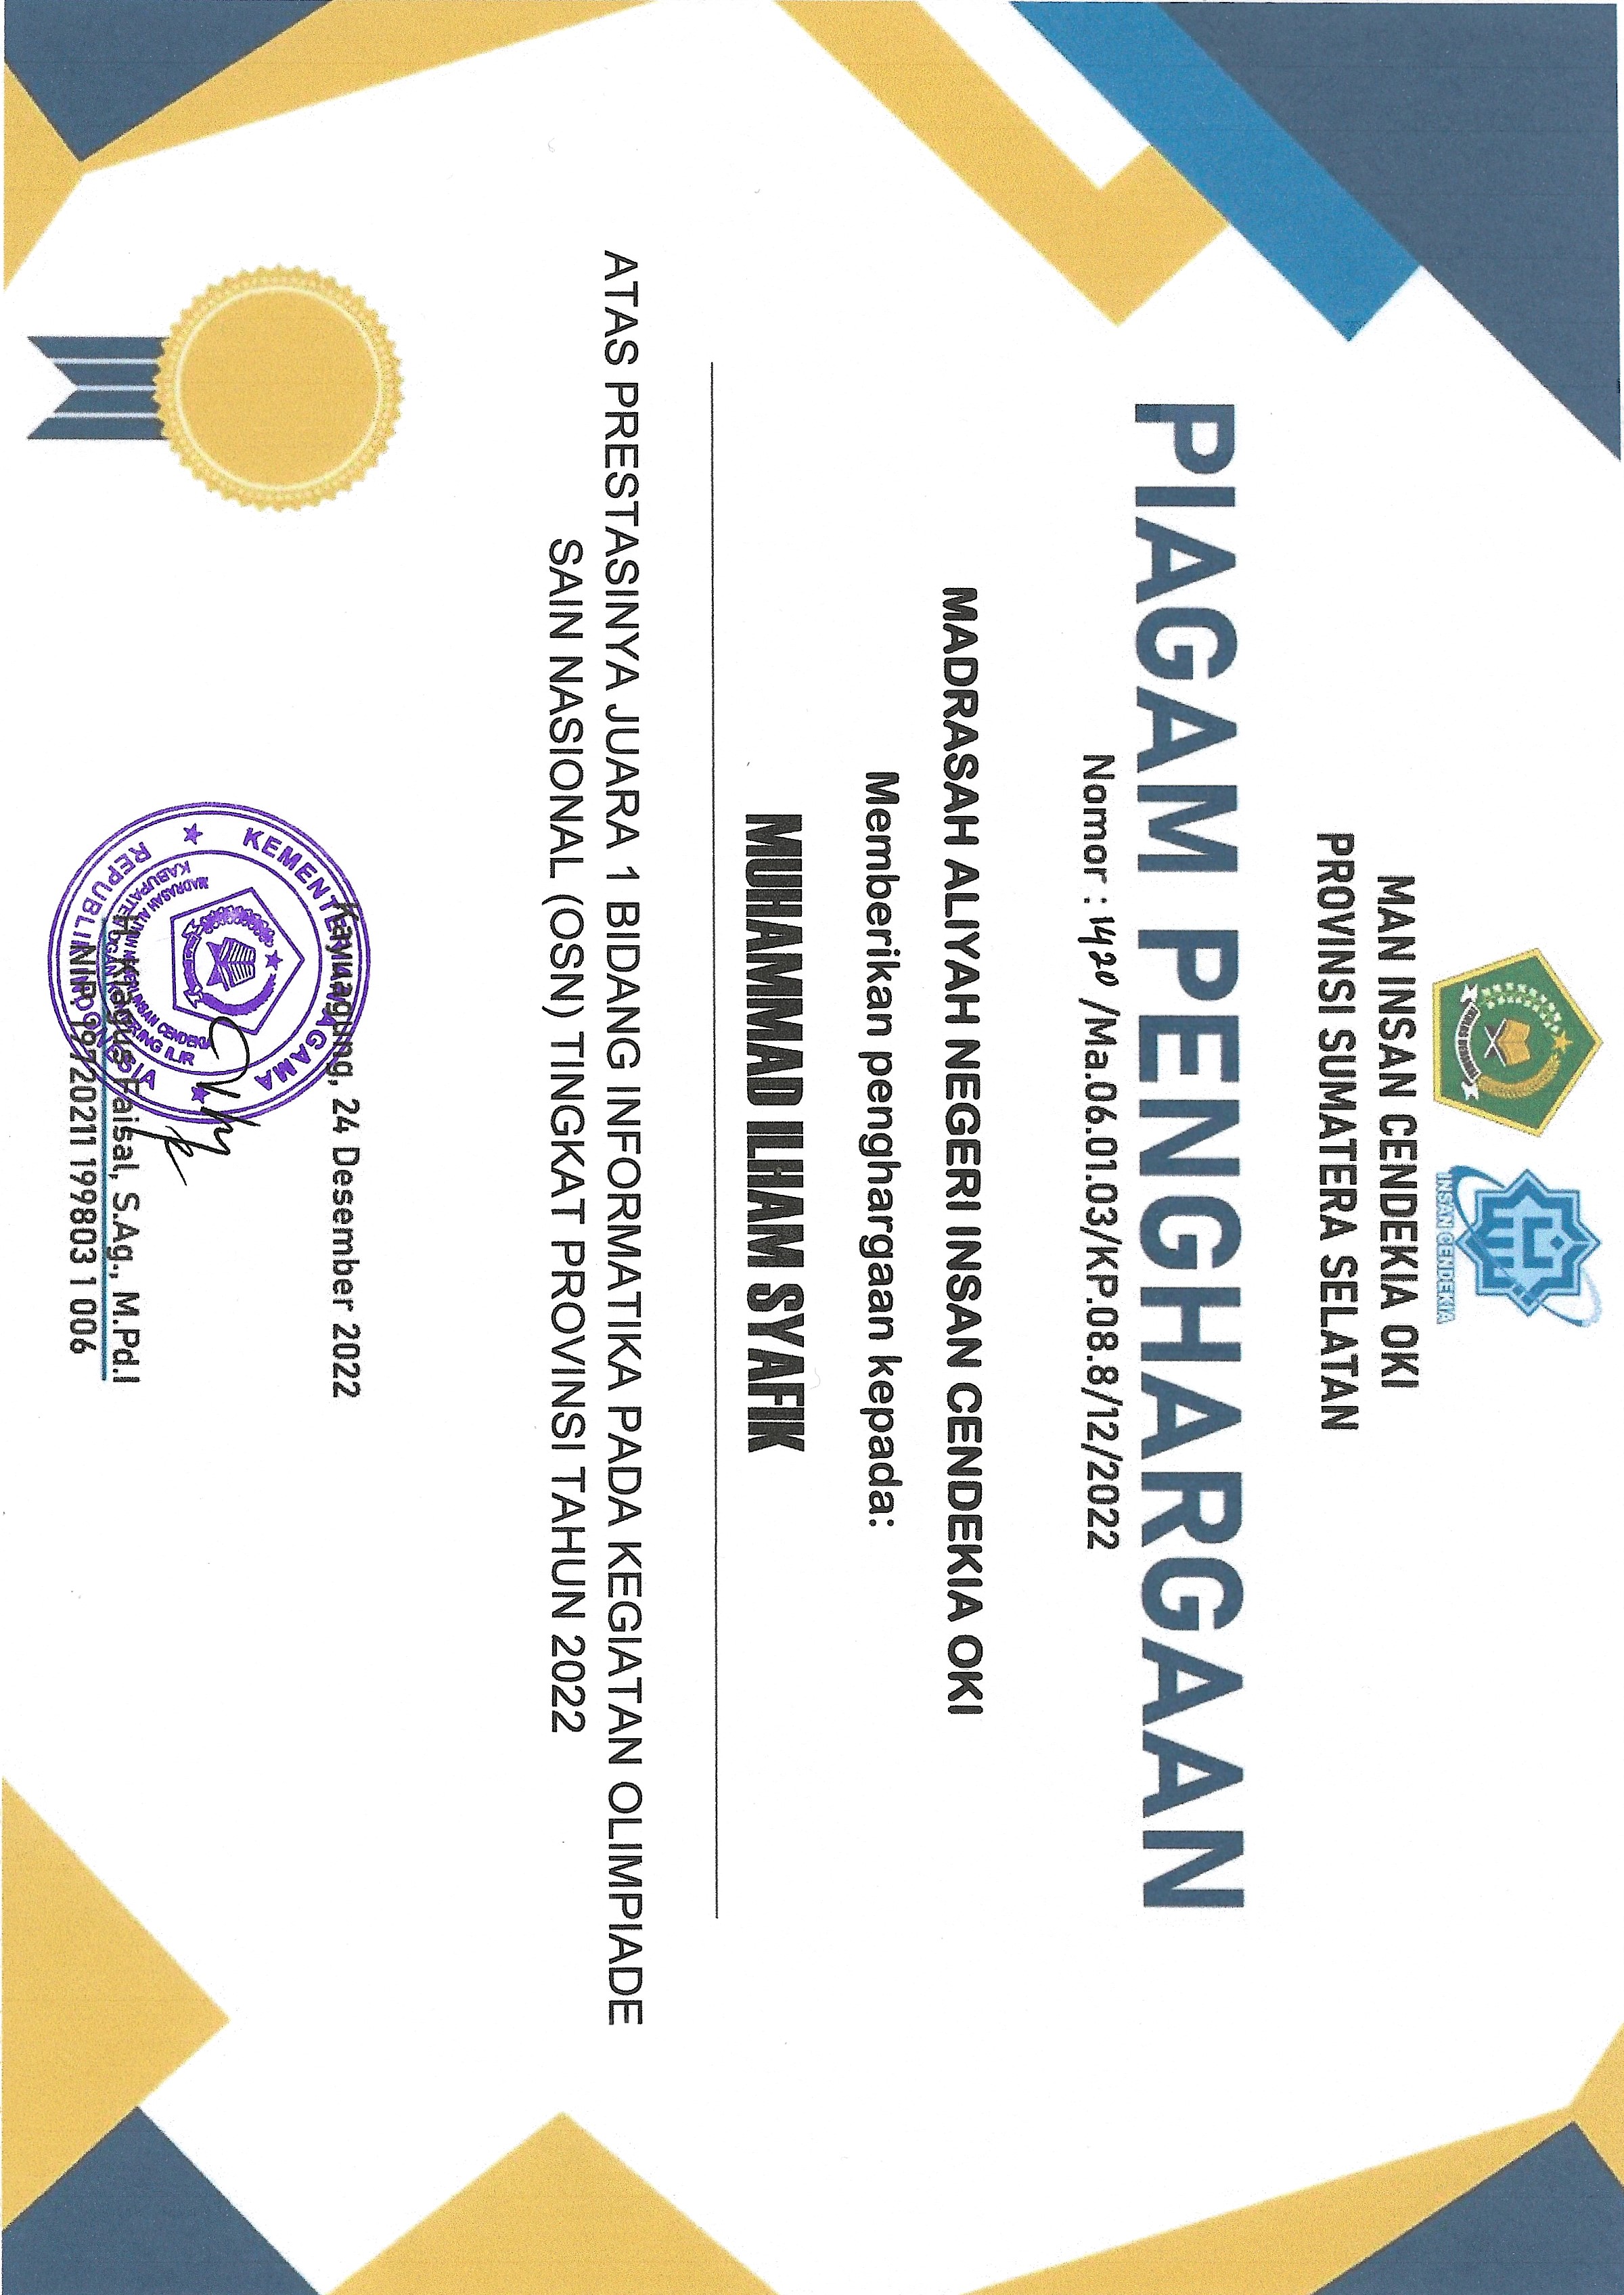 IKHLAS BERAMAL
INSAN CENDEKIA
MAN INSAN CENDEKIA OKI
PROVINSI SUMATERA SELATAN
PIAGAM PENGHARGAAN
Nomor : 1420 /Ma.06.01.03/KP.08.8/12/2022
MADRASAH ALIYAH NEGERI INSAN CENDEKIA OKI
Memberikan penghargaan kepada:
MUHAMMAD ILHAM SYAFIK
ATAS PRESTASINYA JUARA 1 BIDANG INFORMATIKA PADA KEGIATAN OLIMPIADE
SAIN NASIONAL (OSN) TINGKAT PROVINSI TAHUN 2022
Kayuagung, 24 Desember 2022
KEMENTERIAN AGAMA
MADRASAH ALIYAH NEGERI INSAN CENDEKIA
KABUPATEN OGAN KOMERING ILIR
REPUBLIK INDONESIA
H. Kiagus Faisal, S.Ag., M.Pd.I
NIP. 19720211 199803 1 006